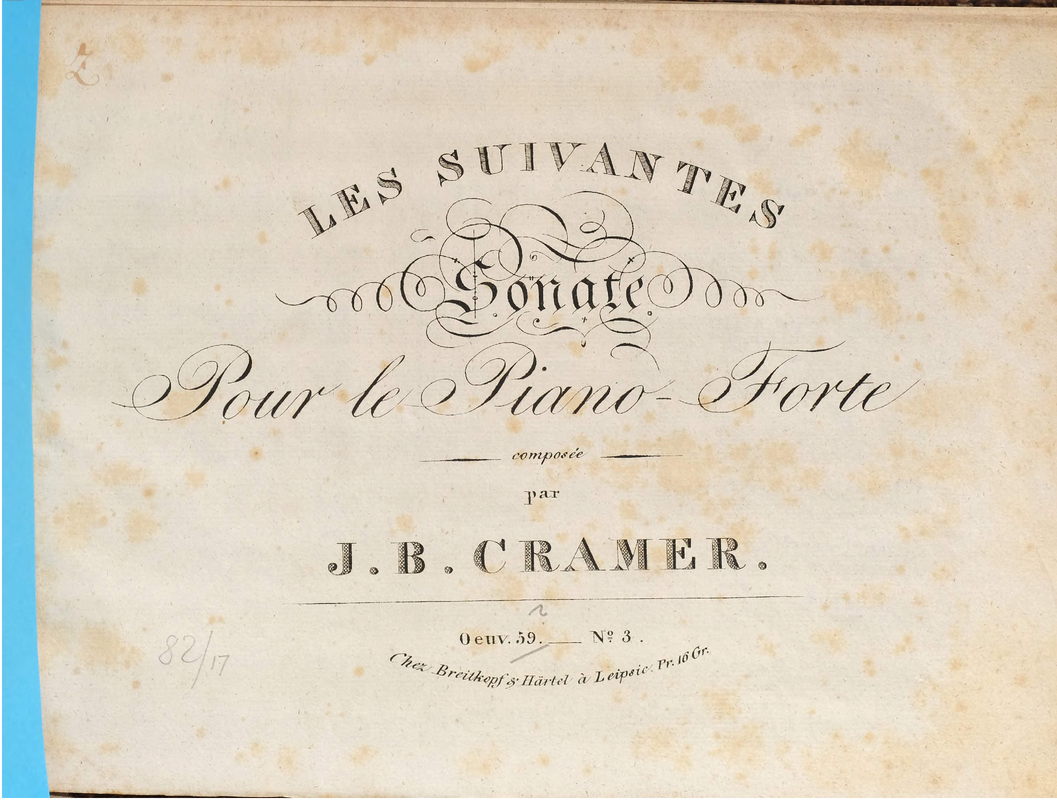 LES SUIVANTES
Sonate
Pour le Piano-Forte
composée
par
J. B. CRAMER.
Oeuv. 59. — Nº 3.
Chez Breitkopf & Härtel à Leipsic. Pr. 16 Gr.
82/17